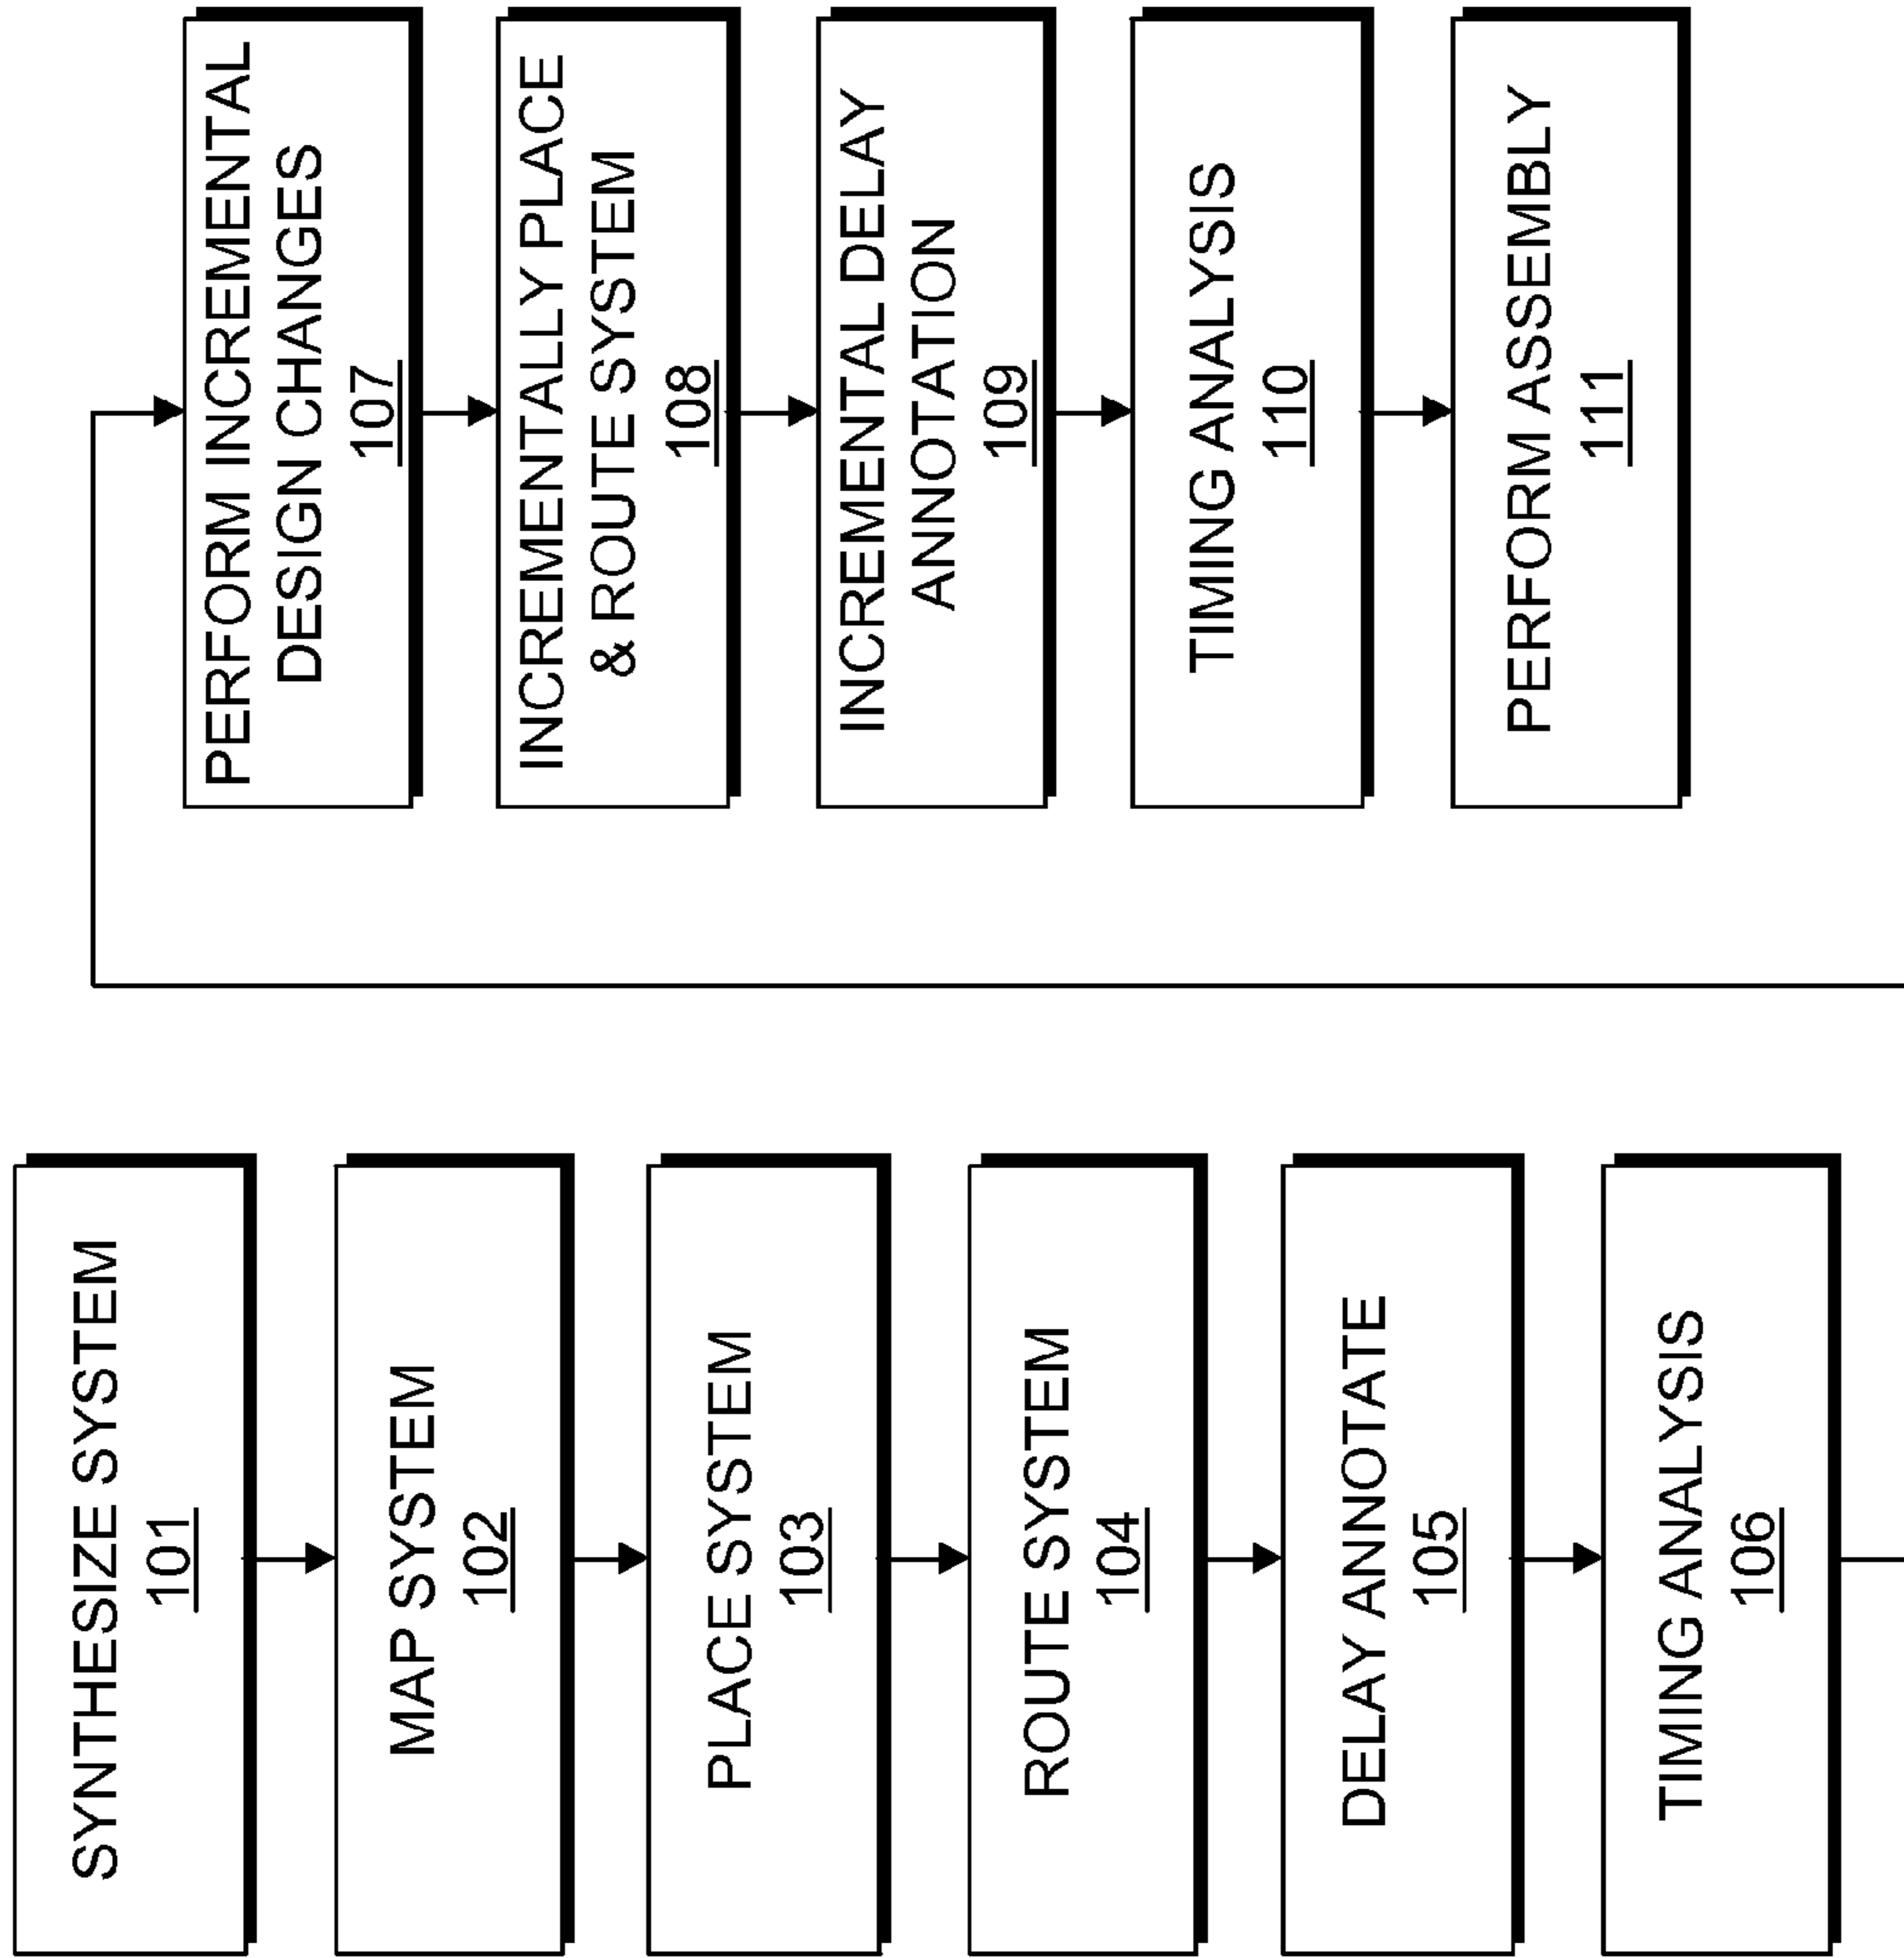 SYNTHESIZE SYSTEM
101
MAP SYSTEM
102
PLACE SYSTEM
103
ROUTE SYSTEM
104
DELAY ANNOTATE
105
TIMING ANALYSIS
106
PERFORM INCREMENTAL
DESIGN CHANGES
107
INCREMENTALLY PLACE
& ROUTE SYSTEM
108
INCREMENTAL DELAY
ANNOTATION
109
TIMING ANALYSIS
110
PERFORM ASSEMBLY
111